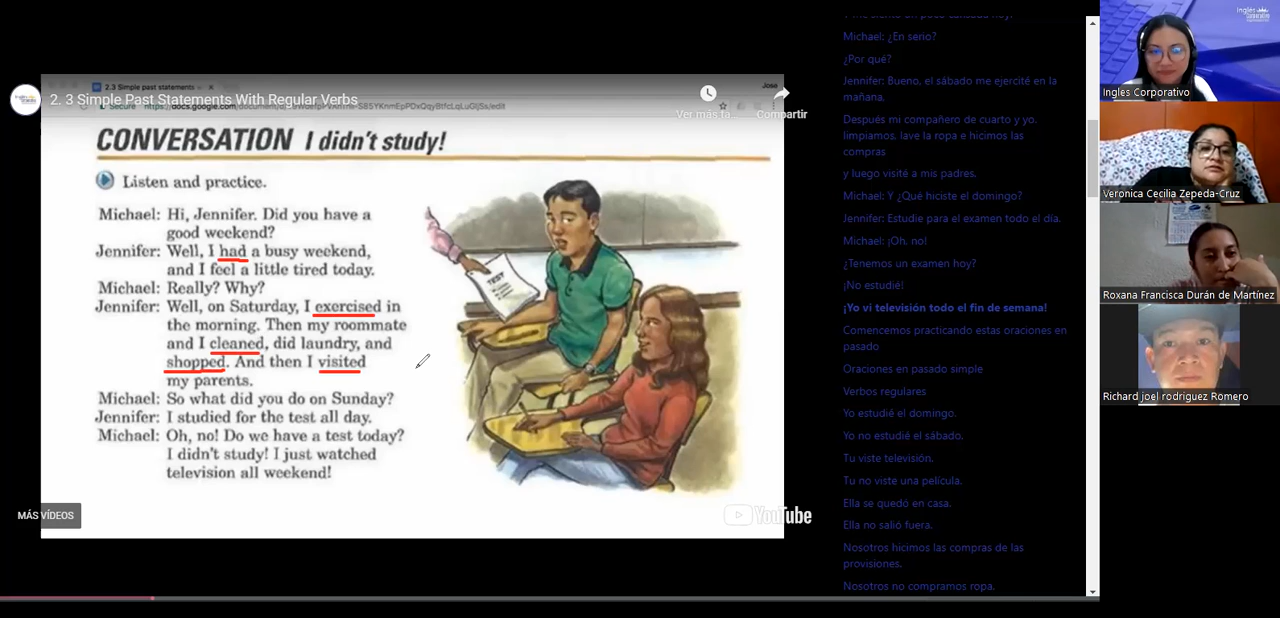 2. 3 Simple Past Statements With Regular Verbs
2.3 Simple past statements
Jose
Secure
Ver más ta...
Compartir
CONVERSATION I didn't study!
Listen and practice.
Michael: Hi, Jennifer. Did you have a
good weekend?
Jennifer: Well, I had a busy weekend,
and I feel a little tired today.
Michael: Really? Why?
Jennifer: Well, on Saturday, I exercised in
the morning. Then my roommate
and I cleaned, did laundry, and
shopped. And then I visited
my parents.
Michael: So what did you do on Sunday?
Jennifer: I studied for the test all day.
Michael: Oh, no! Do we have a test today?
I didn't study! I just watched
television all weekend!
TEST
MÁS VÍDEOS
YouTube
Michael: ¿En serio?
¿Por qué?
Jennifer: Bueno, el sábado me ejercité en la
mañana,
Después mi compañero de cuarto y yo,
limpiamos, lave la ropa e hicimos las
compras
y luego visité a mis padres.
Michael: Y ¿Qué hiciste el domingo?
Jennifer: Estudie para el examen todo el día.
Michael: ¡Oh, no!
¿Tenemos un examen hoy?
¡No estudié!
¡Yo vi televisión todo el fin de semana!
Comencemos practicando estas oraciones en
pasado
Oraciones en pasado simple
Verbos regulares
Yo estudié el domingo.
Yo no estudié el sábado.
Tu viste televisión.
Tu no viste una película.
Ella se quedó en casa.
Ella no salió fuera.
Nosotros hicimos las compras de las
provisiones.
Nosotros no compramos ropa.
Ingles Corporativo
Veronica Cecilia Zepeda-Cruz
Roxana Francisca Durán de Martínez
Richard joel rodriguez Romero